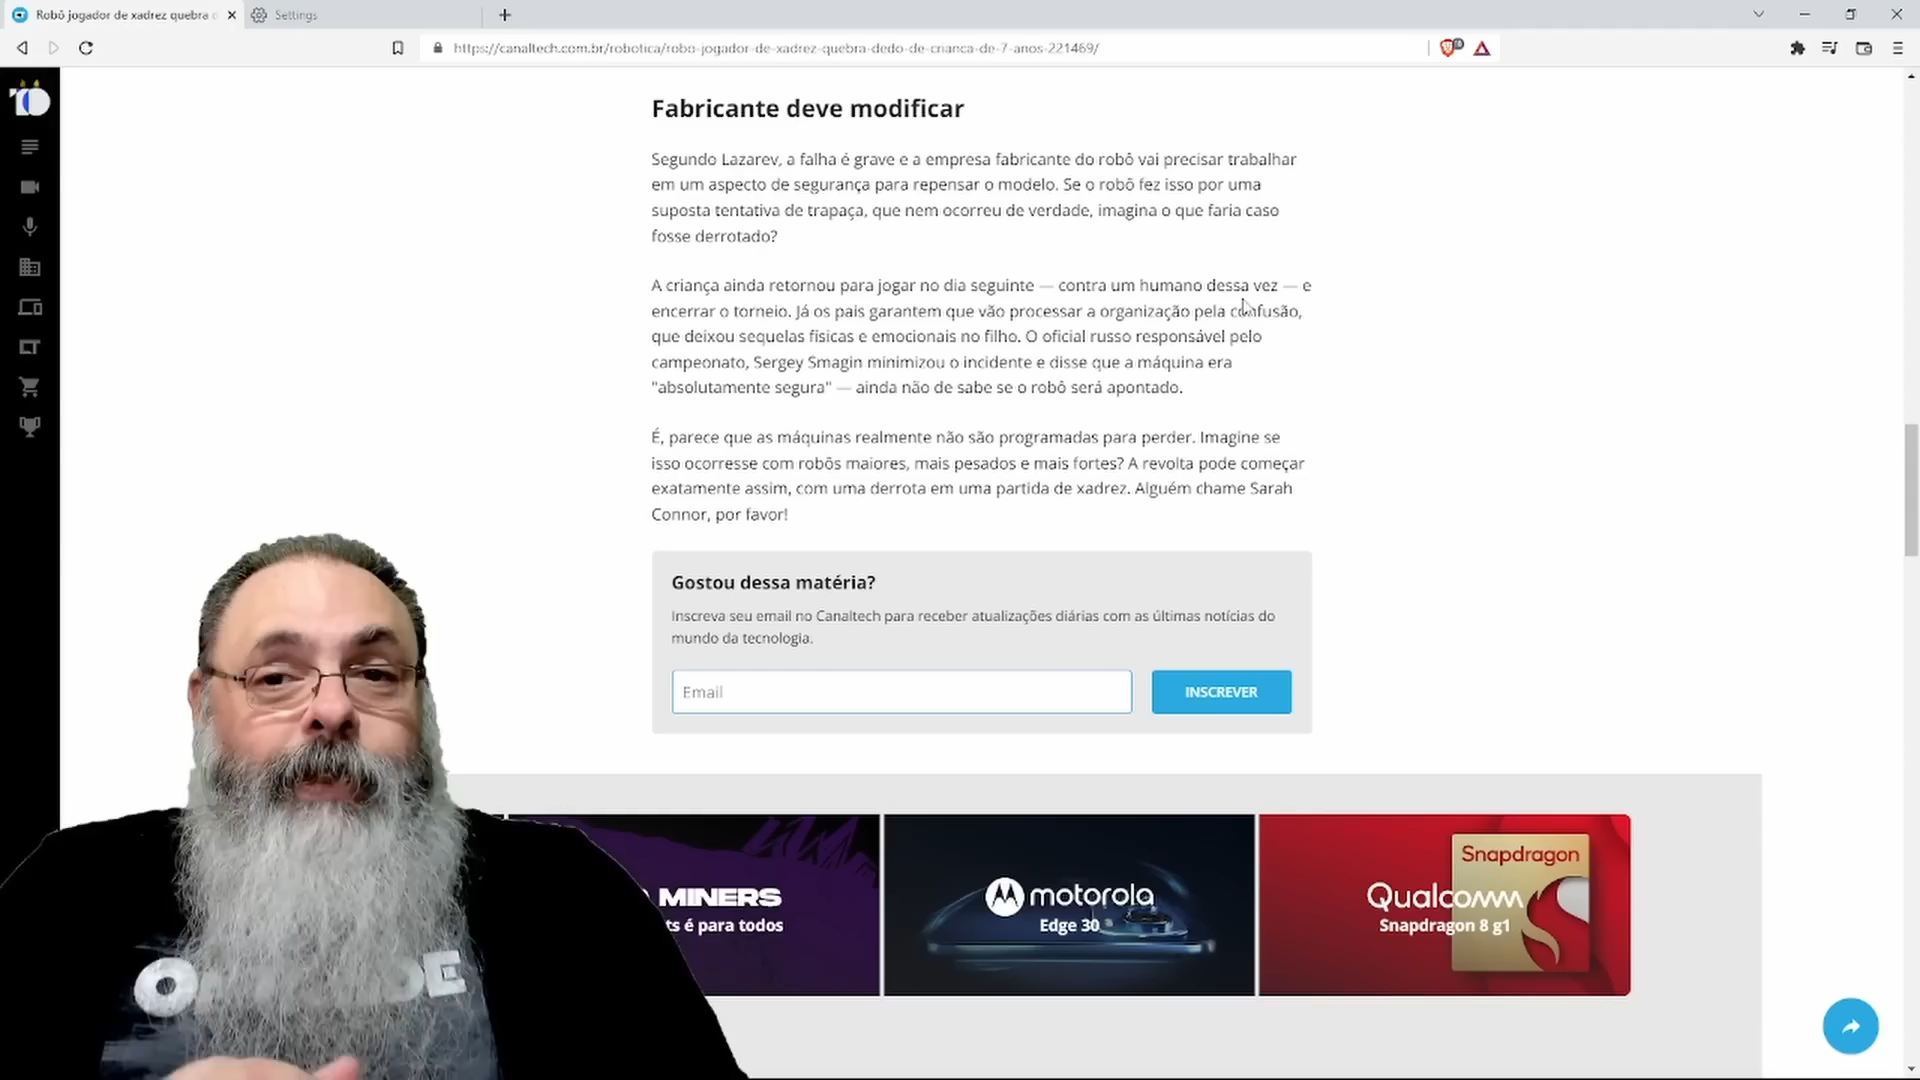 Robô jogador de xadrez quebra d
Settings
https://canaltech.com.br/robotica/robo-jogador-de-xadrez-quebra-dedo-de-crianca-de-7-anos-221469/
Fabricante deve modificar
Segundo Lazarev, a falha é grave e a empresa fabricante do robô vai precisar trabalhar
em um aspecto de segurança para repensar o modelo. Se o robô fez isso por uma
suposta tentativa de trapaça, que nem ocorreu de verdade, imagina o que faria caso
fosse derrotado?
A criança ainda retornou para jogar no dia seguinte — contra um humano dessa vez — e
encerrar o torneio. Já os pais garantem que vão processar a organização pela confusão,
que deixou sequelas físicas e emocionais no filho. O oficial russo responsável pelo
campeonato, Sergey Smagin minimizou o incidente e disse que a máquina era
"absolutamente segura" — ainda não de sabe se o robô será apontado.
É, parece que as máquinas realmente não são programadas para perder. Imagine se
isso ocorresse com robôs maiores, mais pesados e mais fortes? A revolta pode começar
exatamente assim, com uma derrota em uma partida de xadrez. Alguém chame Sarah
Connor, por favor!
Gostou dessa matéria?
Inscreva seu email no Canaltech para receber atualizações diárias com as últimas notícias do
mundo da tecnologia.
Email
INSCREVER
MINERS
ts é para todos
motorola
Edge 30
Snapdragon
Qualcomm
Snapdragon 8 g1